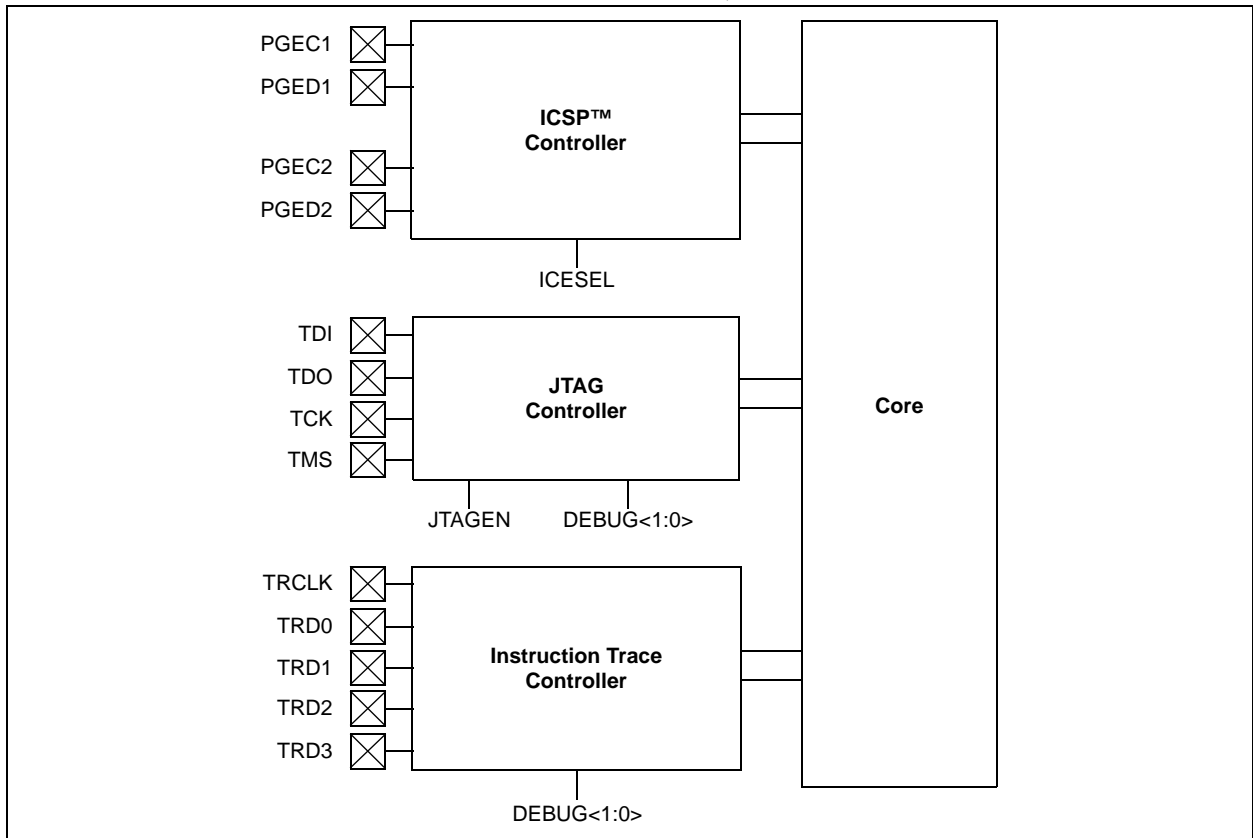 PGEC1
PGED1
ICSP™
Controller
PGEC2
PGED2
ICESEL
TDI
TDO
TCK
TMS
JTAG
Controller
Core
JTAGEN
DEBUG<1:0>
TRCLK
TRD0
TRD1
TRD2
TRD3
Instruction Trace
Controller
DEBUG<1:0>